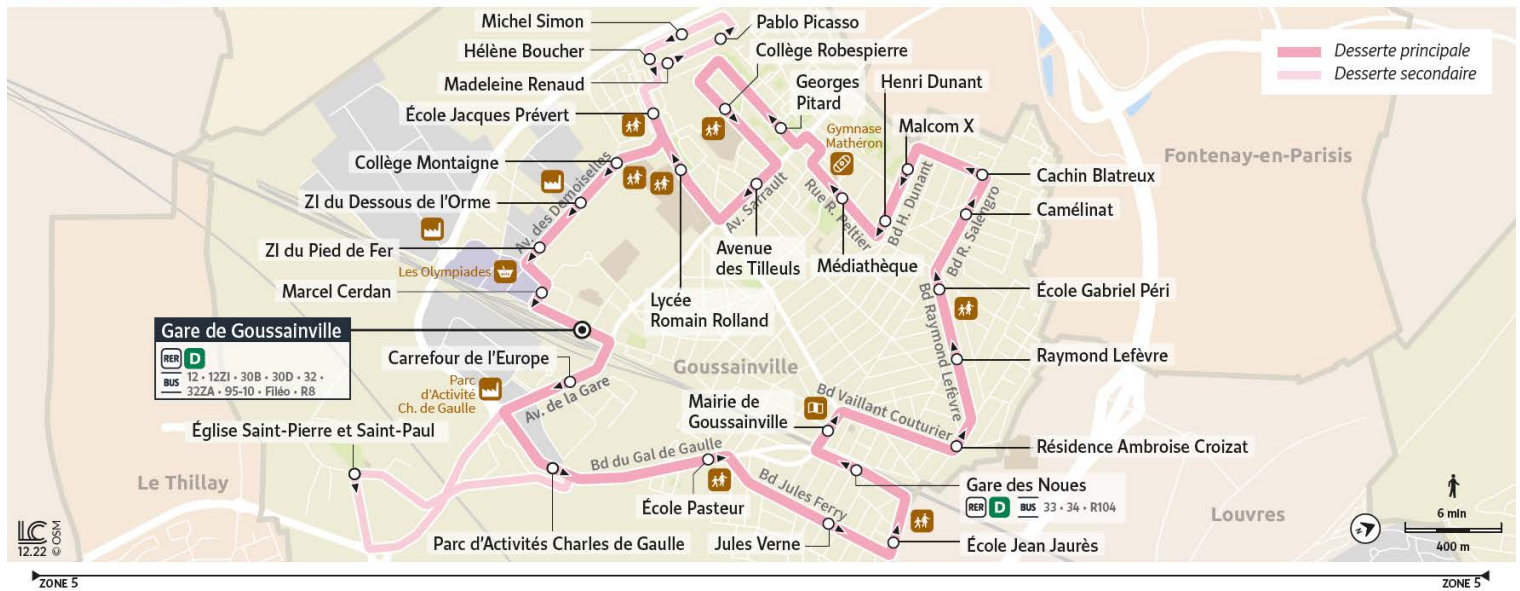 Michel Simon
Pablo Picasso
Hélène Boucher
Collège Robespierre
Madeleine Renaud
Georges
Pitard
Henri Dunant
École Jacques Prévert
Malcom X
Gymnase
Mathéron
Collège Montaigne
Cachin Blatreux
ZI du Dessous de l'Orme
Camélinat
ZI du Pied de Fer
Av. des Demoiselles
Av. Sarrault
Rue R. Peltier
Bd H. Dunant
Bd R. Salengro
Avenue
des Tilleuls
Médiathèque
Les Olympiades
Marcel Cerdan
Lycée
Romain Rolland
École Gabriel Péri
Gare de Goussainville
RER D
BUS 12 • 12ZI • 30B • 30D • 32 •
32ZA • 95-10 • Filéo • R8
Carrefour de l'Europe
Parc
d'Activité
Ch. de Gaulle
Av. de la Gare
Goussainville
Bd Raymond Lefèvre
Raymond Lefèvre
Mairie de
Goussainville
Bd Vaillant Couturier
Église Saint-Pierre et Saint-Paul
Résidence Ambroise Croizat
Bd du Gal de Gaulle
Bd Jules Ferry
Gare des Noues
RER D BUS 33 • 34 • R104
École Pasteur
Parc d'Activités Charles de Gaulle
Jules Verne
École Jean Jaurès
Le Thillay
Fontenay-en-Parisis
Louvres
Desserte principale
Desserte secondaire
6 min
400 m
LC
12.22 © OSM
ZONE 5
ZONE 5